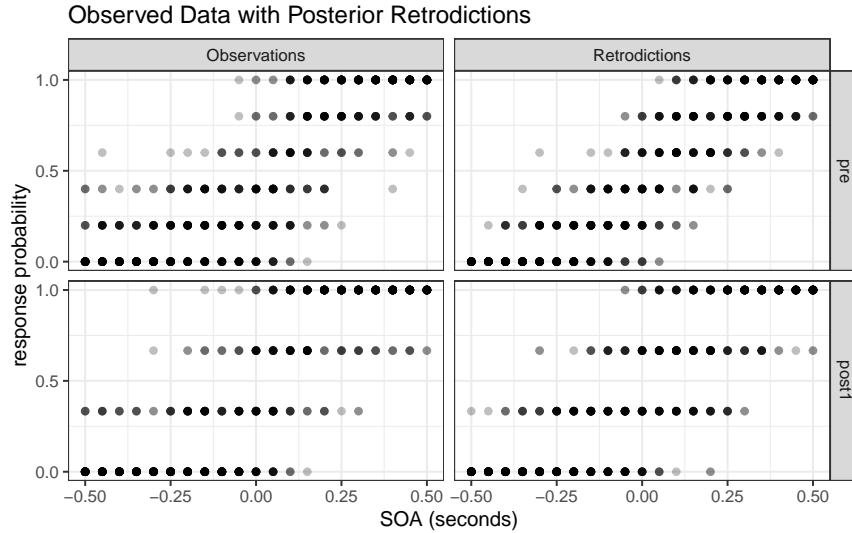 Observed Data with Posterior Retrodictions
Observations
Retrodictions
response probability
1.0
0.5
0.0
pre
1.0
0.5
0.0
post1
−0.50 −0.25 0.00 0.25 0.50
−0.50 −0.25 0.00 0.25 0.50
SOA (seconds)